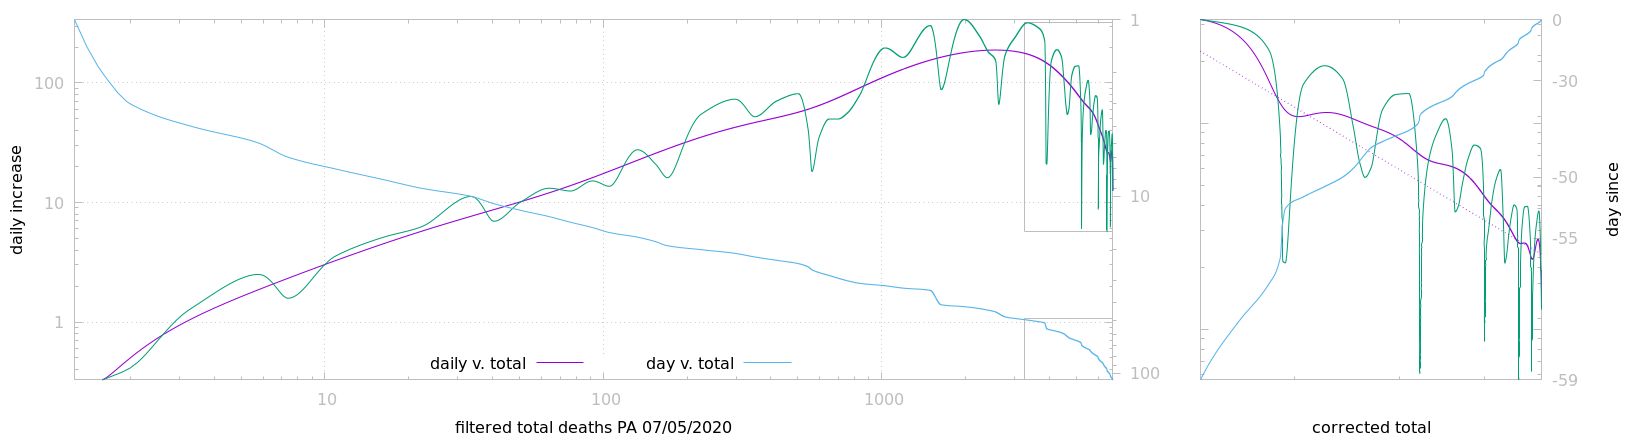 daily increase
100
10
1
10
100
1000
1
10
100
daily v. total
day v. total
filtered total deaths PA 07/05/2020
0
-30
-50
-55
-59
day since
corrected total